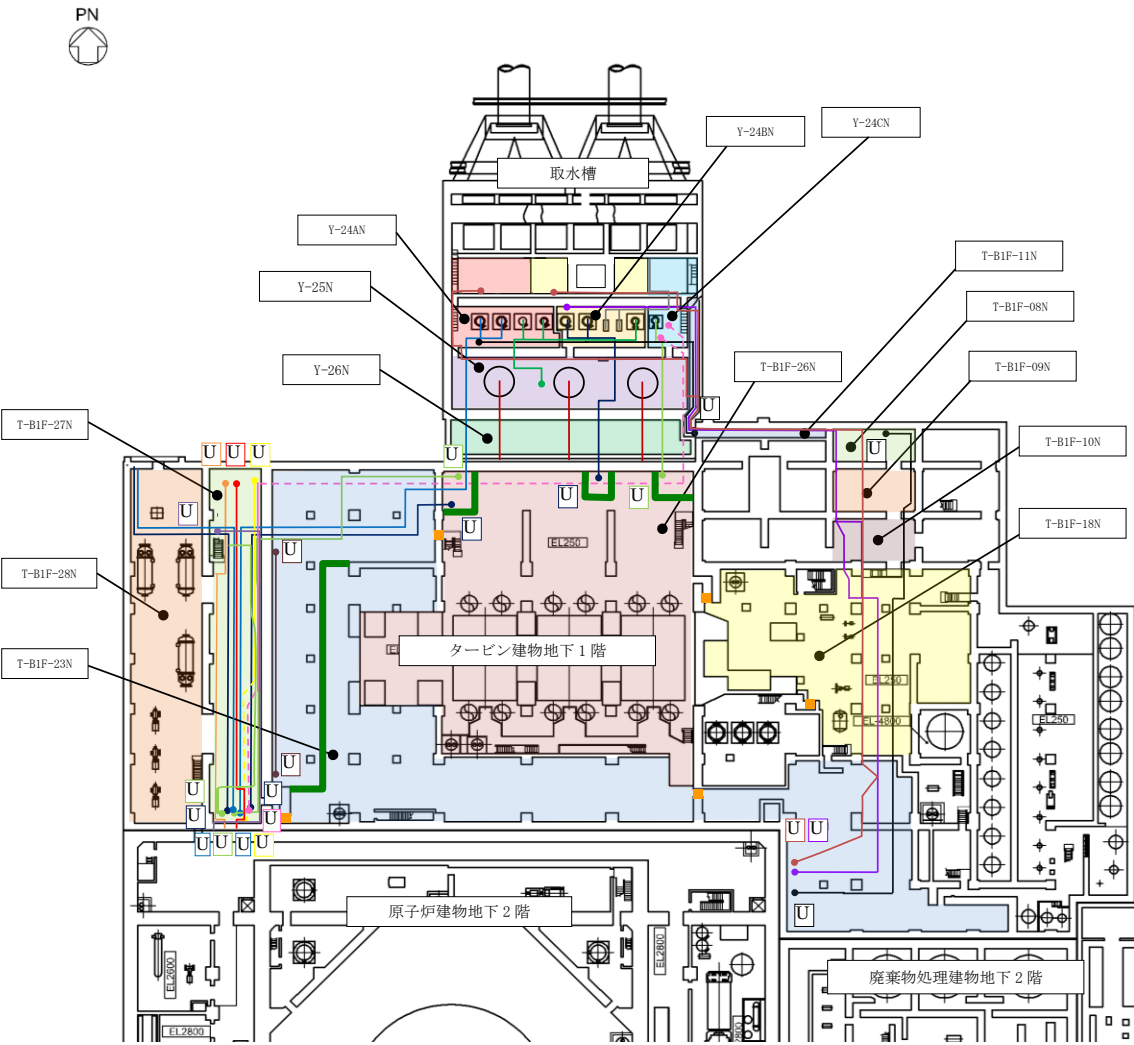 PN
Y-24BN
Y-24CN
取水槽
Y-24AN
T-B1F-11N
Y-25N
T-B1F-08N
Y-26N
T-B1F-26N
T-B1F-09N
U
T-B1F-27N
T-B1F-10N
U
U
U
U
U
U
U
U
U
T-B1F-18N
EL250
U
T-B1F-28N
タービン建物地下1階
T-B1F-23N
EL250
EL-4800
EL250
U
U
U
U
U
U
U
U
U
U
U
U
原子炉建物地下2階
U
EL2600
EL2800
廃棄物処理建物地下2階
EL2800